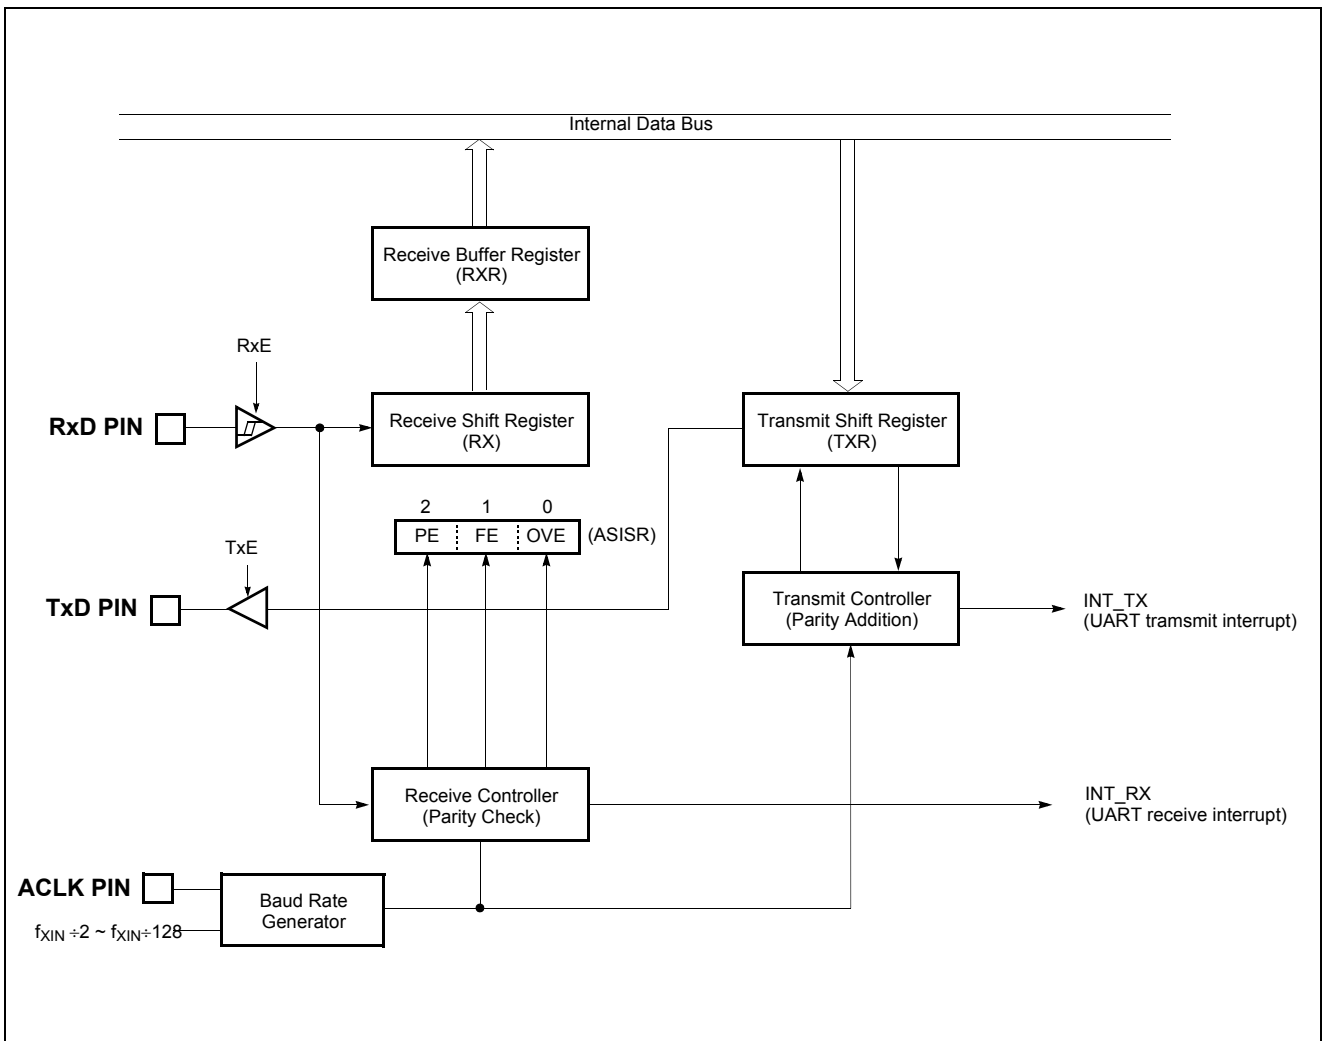 Internal Data Bus
Receive Buffer Register
(RXR)
RxE
RxD PIN
Receive Shift Register
(RX)
Transmit Shift Register
(TXR)
2 1 0
PE FE OVE (ASISR)
TxE
TxD PIN
Transmit Controller
(Parity Addition)
INT_TX
(UART tramsmit interrupt)
Receive Controller
(Parity Check)
INT_RX
(UART receive interrupt)
ACLK PIN
Baud Rate
Generator
fXIN ÷2 ~ fXIN÷128